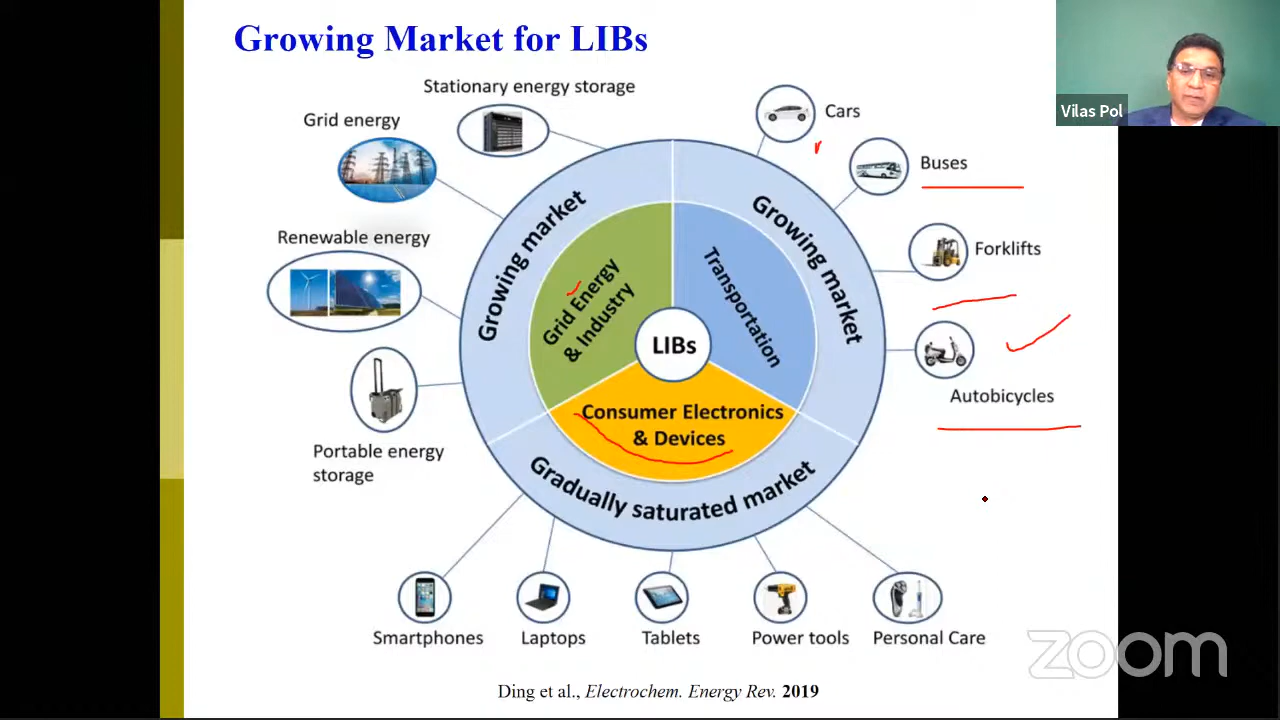 Growing Market for LIBs
Vilas Pol
Stationary energy storage
Grid energy
Renewable energy
Portable energy
storage
Cars
Buses
Forklifts
Autobicycles
Growing market
Growing market
Gradually saturated market
Grid Energy
& Industry
Transportation
LIBs
Consumer Electronics
& Devices
Smartphones
Laptops
Tablets
Power tools
Personal Care
zoom
Ding et al., Electrochem. Energy Rev. 2019